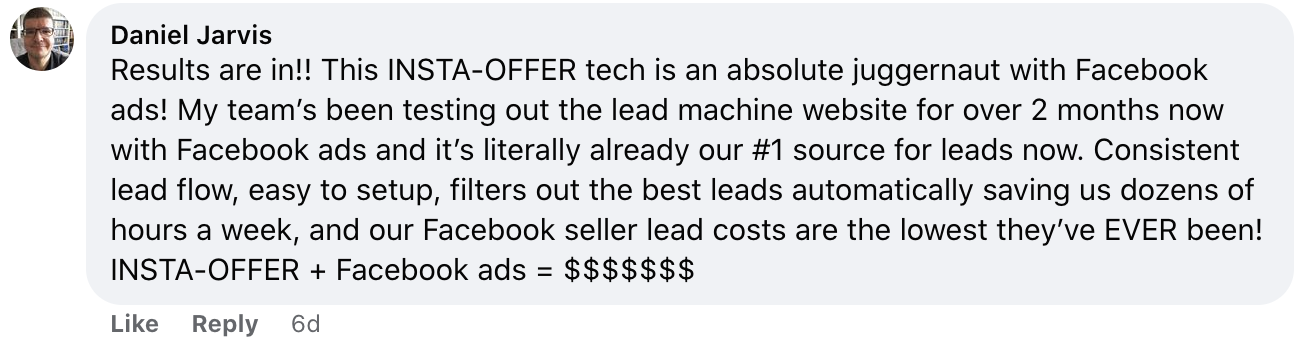 Daniel Jarvis
Results are in!! This INSTA-OFFER tech is an absolute juggernaut with Facebook
ads! My team’s been testing out the lead machine website for over 2 months now
with Facebook ads and it’s literally already our #1 source for leads now. Consistent
lead flow, easy to setup, filters out the best leads automatically saving us dozens of
hours a week, and our Facebook seller lead costs are the lowest they’ve EVER been!
INSTA-OFFER + Facebook ads = $$$$$$$
Like Reply 6d